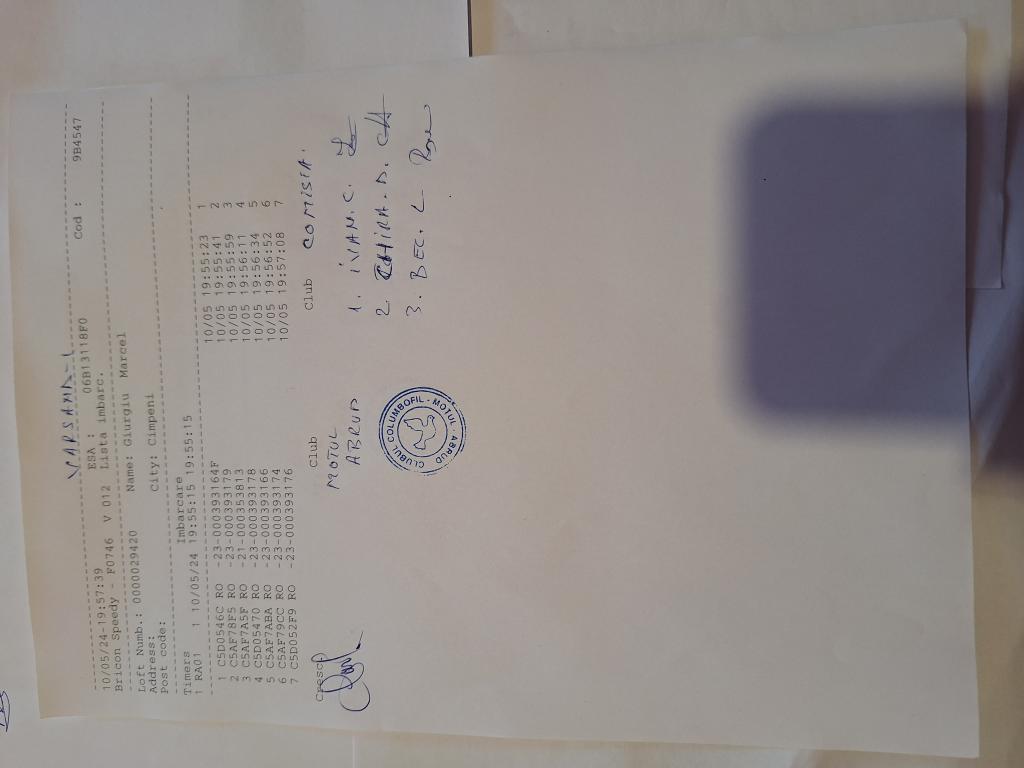 VARSAND-1
10/05/24-19:57:39 ESA : 06B13118F0 Cod : 9B4547
Bricon Speedy - F0746 V 012 Lista imbarc.
Loft Numb.: 0000029420 Name: Giurgiu Marcel
Address: City: Cimpeni
Post code:
Timers Imbarcare
1 RA01 1 10/05/24 19:55:15 19:55:15
1 C5D0546C RO -23-000393164F 10/05 19:55:23 1
2 C5AF78F5 RO -23-000393179 10/05 19:55:41 2
3 C5AF7A5F RO -21-000353813 10/05 19:55:59 3
4 C5D05470 RO -23-000393178 10/05 19:56:11 4
5 C5AF7ABA RO -23-000393166 10/05 19:56:34 5
6 C5AF79CC RO -23-000393174 10/05 19:56:52 6
7 C5D052F9 RO -23-000393176 10/05 19:57:08 7
Cresc Club Club COMISIA.
MOTUL
ABRUD
1. IVAN.C.
2 CHIRA.D.
3. BEC. L
CLUBUL COLUMBOFIL - MOTUL - ABRUD